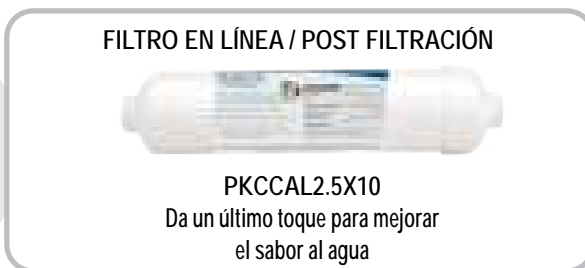 FILTRO EN LÍNEA / POST FILTRACIÓN
PKCCAL2.5X10
Da un último toque para mejorar
el sabor al agua